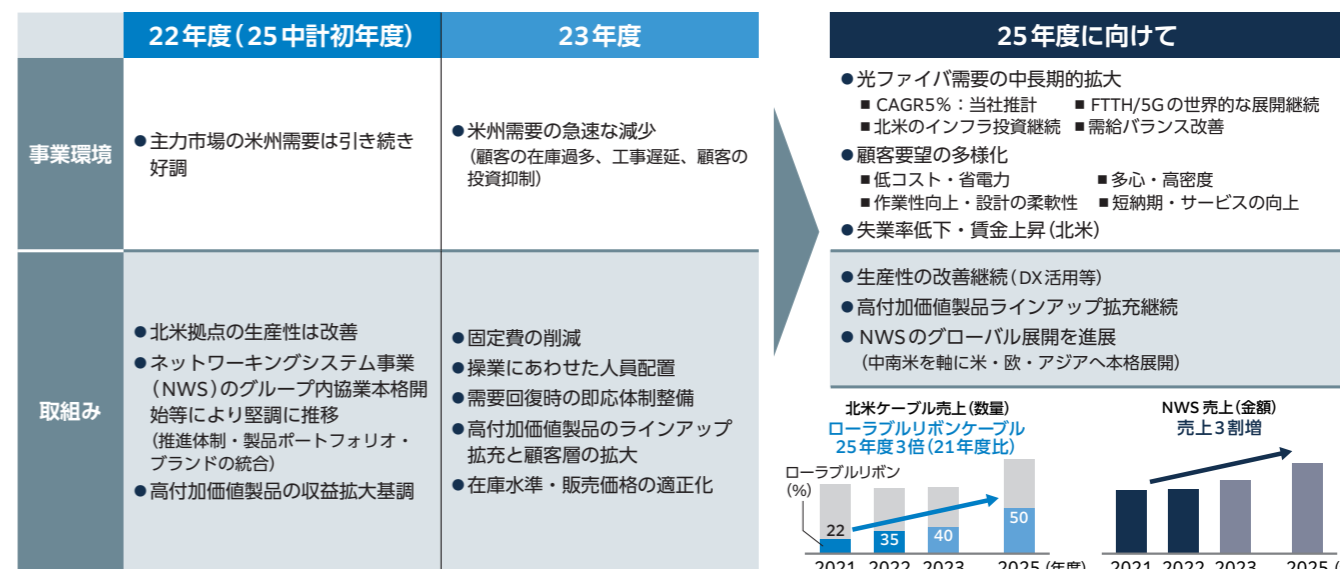 22年度(25中計初年度)
23年度
25年度に向けて
事業環境
●主力市場の米州需要は引き続き
好調
●米州需要の急速な減少
(顧客の在庫過多、工事遅延、顧客の
投資抑制)
●光ファイバ需要の中長期的拡大
■CAGR5%：当社推計 ■FTTH/5Gの世界的な展開継続
■北米のインフラ投資継続 ■需給バランス改善
●顧客要望の多様化
■低コスト・省電力 ■多心・高密度
■作業性向上・設計の柔軟性 ■短納期・サービスの向上
●失業率低下・賃金上昇(北米)
取組み
●北米拠点の生産性は改善
●ネットワーキングシステム事業
(NWS)のグループ内協業本格開
始等により堅調に推移
(推進体制・製品ポートフォリオ・
ブランドの統合)
●高付加価値製品の収益拡大基調
●固定費の削減
●操業にあわせた人員配置
●需要回復時の即応体制整備
●高付加価値製品のラインアップ
拡充と顧客層の拡大
●在庫水準・販売価格の適正化
●生産性の改善継続(DX活用等)
●高付加価値製品ラインアップ拡充継続
●NWSのグローバル展開を進展
(中南米を軸に米・欧・アジアへ本格展開)
北米ケーブル売上(数量)
ローラブルリボンケーブル
25年度3倍(21年度比)
ローラブルリボン
(%)
22
35
40
50
2021 2022 2023 2025 (年度)
NWS 売上(金額)
売上3割増
2021 2022 2023 2025 (